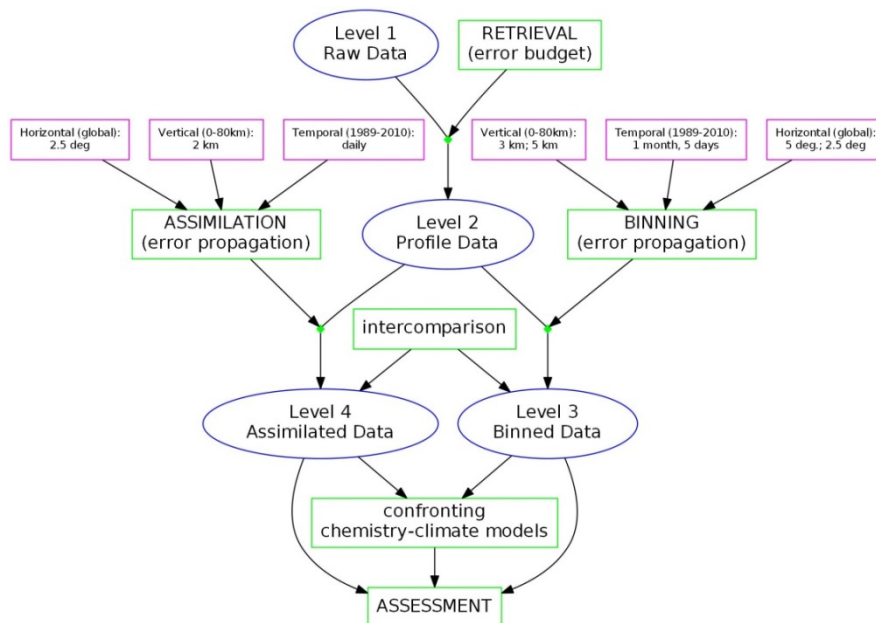 Level 1
Raw Data
RETRIEVAL
(error budget)
Horizontal (global):
2.5 deg
Vertical (0-80km):
2 km
Temporal (1989-2010):
daily
Vertical (0-80km):
3 km; 5 km
Temporal (1989-2010):
1 month, 5 days
Horizontal (global):
5 deg.; 2.5 deg
ASSIMILATION
(error propagation)
Level 2
Profile Data
BINNING
(error propagation)
intercomparison
Level 4
Assimilated Data
Level 3
Binned Data
confronting
chemistry-climate models
ASSESSMENT